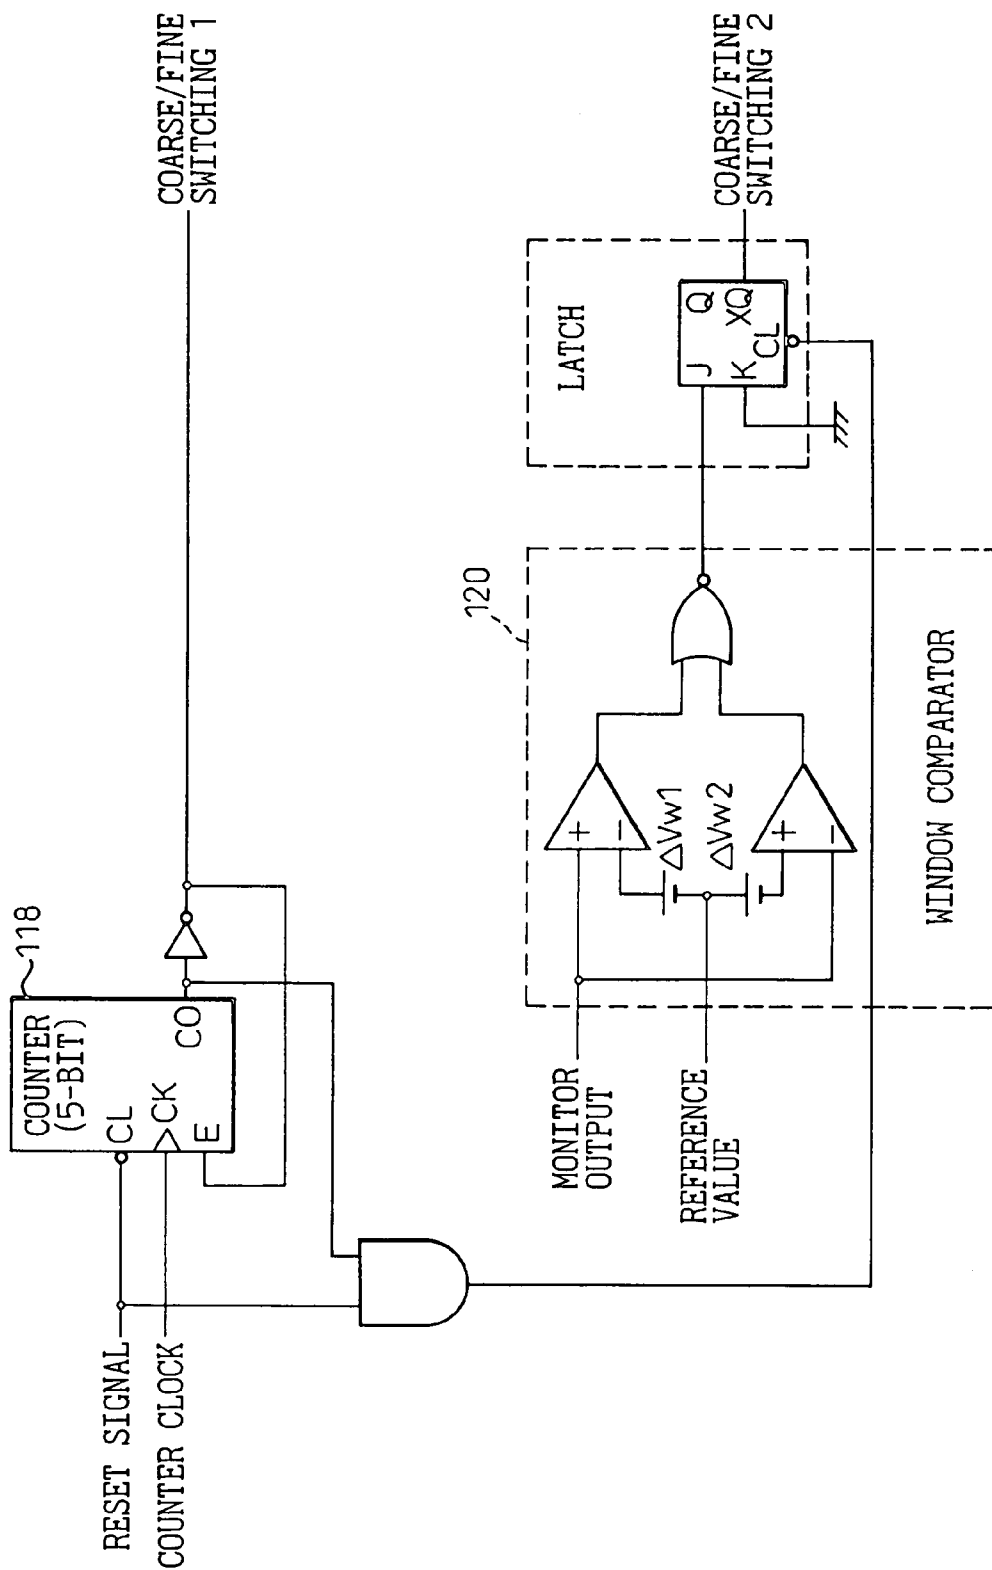 RESET SIGNAL
COUNTER CLOCK
COUNTER
(5-BIT)
118
CL
CK
E
CO
COARSE/FINE
SWITCHING 1
MONITOR
OUTPUT
REFERENCE
VALUE
120
+
−
ΔVw1
ΔVw2
+
−
WINDOW COMPARATOR
LATCH
J
Q
K
XQ
CL
COARSE/FINE
SWITCHING 2